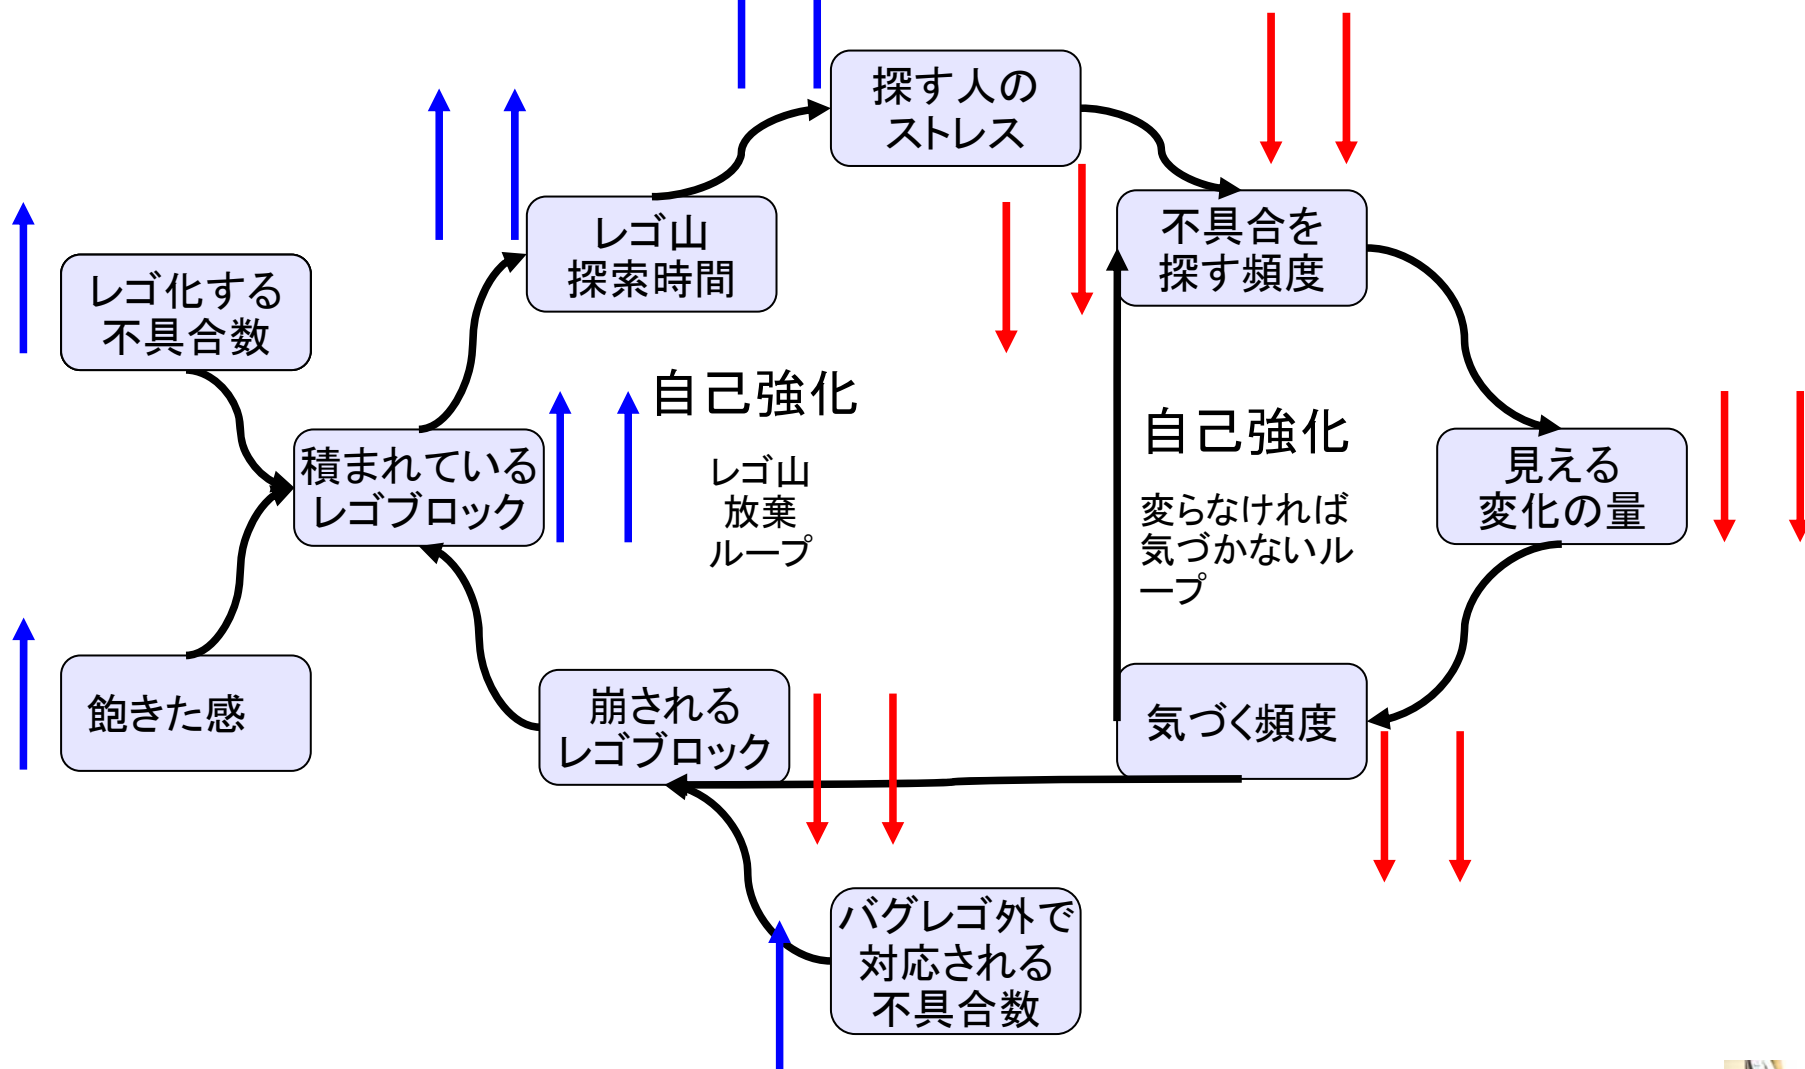 探す人の
ストレス
不具合を
探す頻度
レゴ山
探索時間
レゴ化する
不具合数
自己強化
自己強化
積まれている
レゴブロック
レゴ山
放棄
ループ
変らなければ
気づかないル
ープ
見える
変化の量
飽きた感
崩される
レゴブロック
気づく頻度
バグレゴ外で
対応される
不具合数